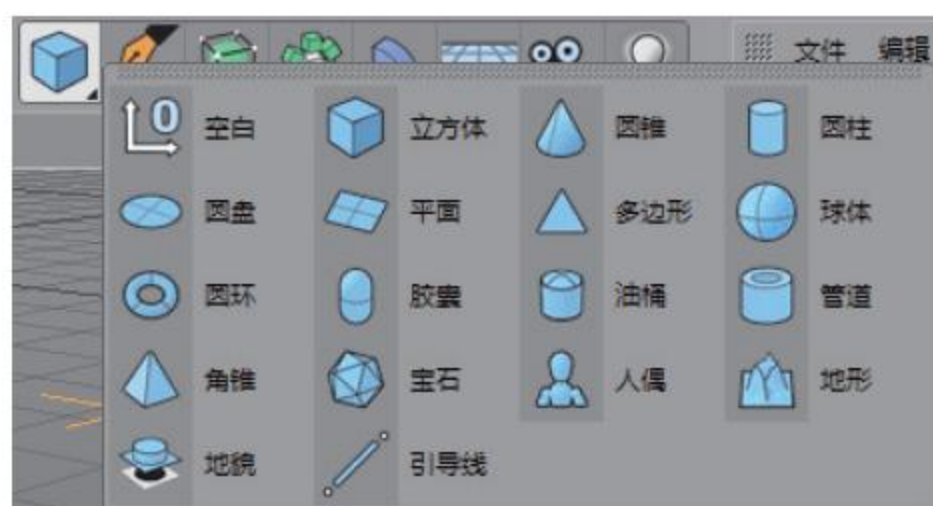 文件 编辑
空白 立方体 圆锥 圆柱
圆盘 平面 多边形 球体
圆环 胶囊 油桶 管道
角锥 宝石 人偶 地形
地貌 引导线